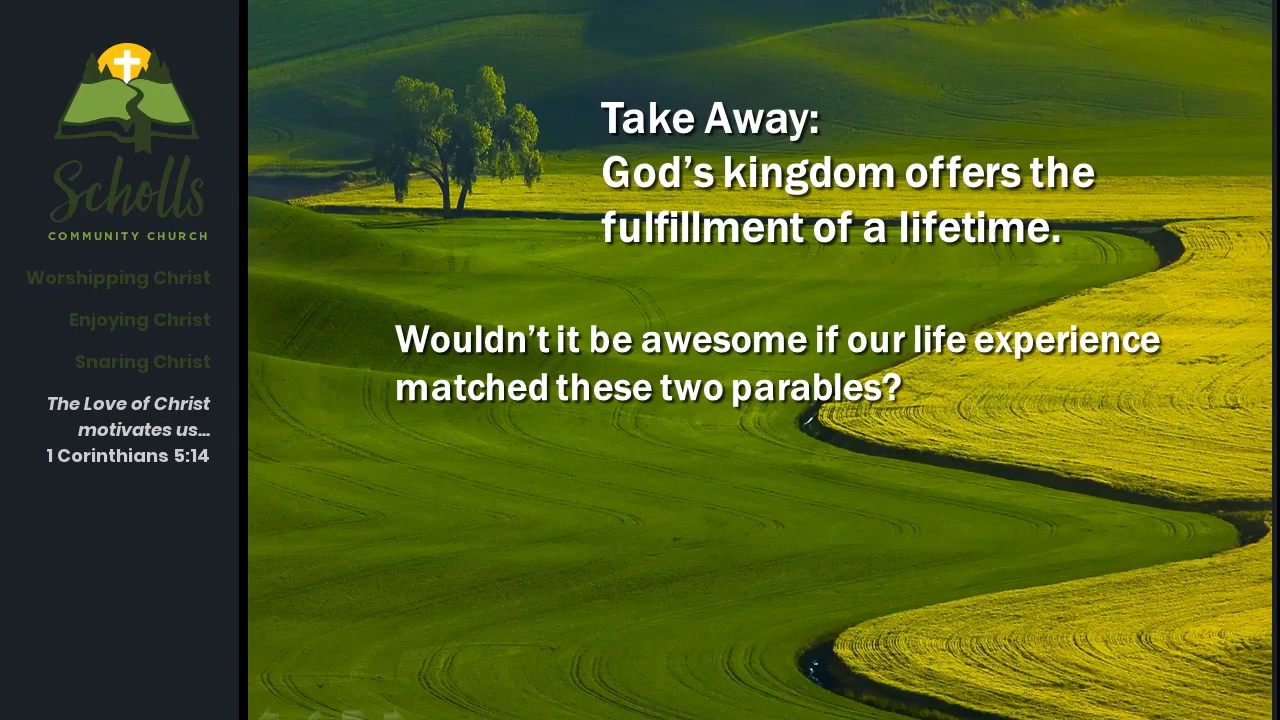 Scholls
COMMUNITY CHURCH
Worshipping Christ
Enjoying Christ
Snaring Christ
The Love of Christ
motivates us...
1 Corinthians 5:14
Take Away:
God’s kingdom offers the
fulfillment of a lifetime.
Wouldn’t it be awesome if our life experience
matched these two parables?